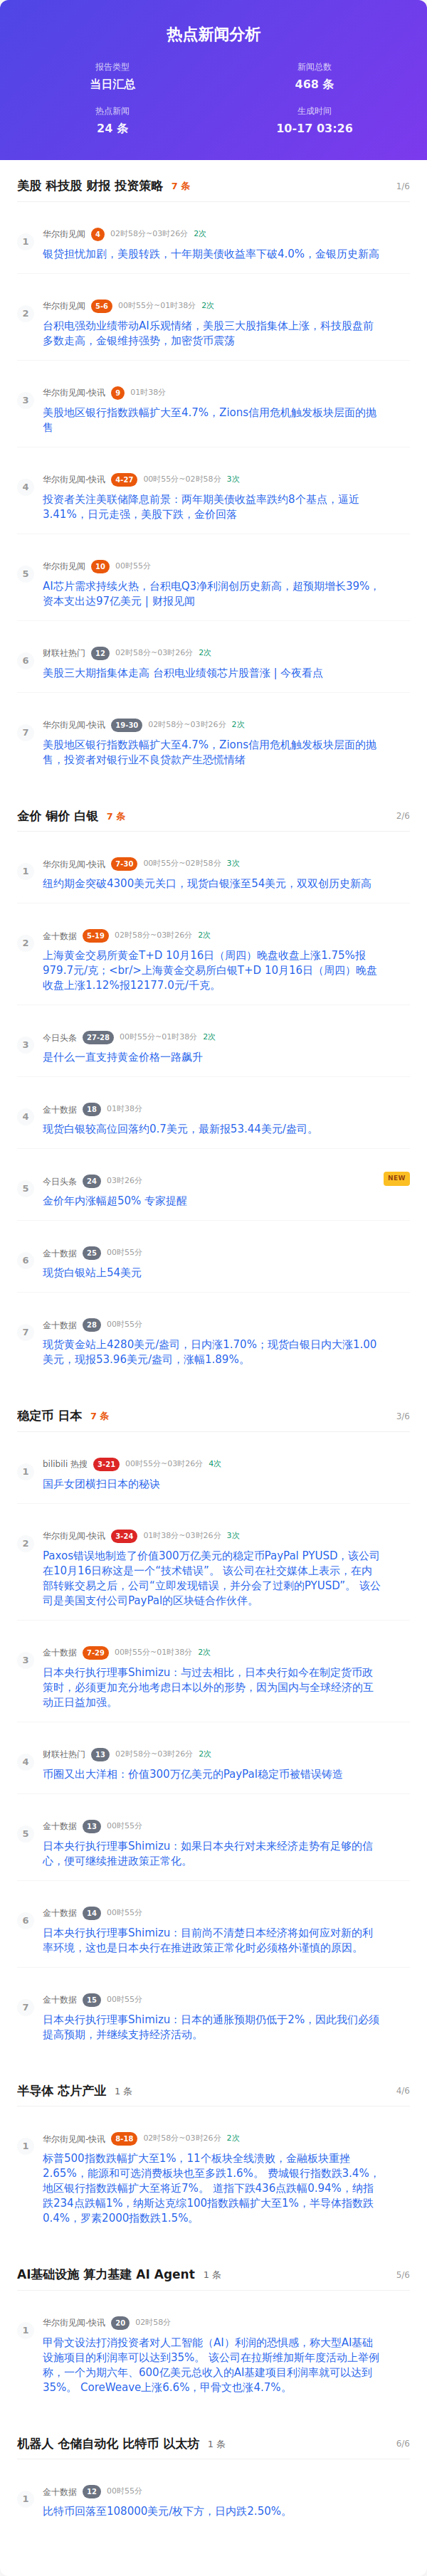 热点新闻分析
报告类型
新闻总数
当日汇总
468 条
热点新闻
生成时间
24 条
10-17 03:26
美股 科技股 财报 投资策略 7 条 1/6
1
华尔街见闻 4 02时58分~03时26分 2次
银贷担忧加剧，美股转跌，十年期美债收益率下破4.0%，金银历史新高
2
华尔街见闻 5-6 00时55分~01时38分 2次
台积电强劲业绩带动AI乐观情绪，美股三大股指集体上涨，科技股盘前
多数走高，金银维持强势，加密货币震荡
3
华尔街见闻-快讯 9 01时38分
美股地区银行指数跌幅扩大至4.7%，Zions信用危机触发板块层面的抛
售
4
华尔街见闻-快讯 4-27 00时55分~02时58分 3次
投资者关注美联储降息前景：两年期美债收益率跌约8个基点，逼近
3.41%，日元走强，美股下跌，金价回落
5
华尔街见闻 10 00时55分
AI芯片需求持续火热，台积电Q3净利润创历史新高，超预期增长39%，
资本支出达97亿美元 | 财报见闻
6
财联社热门 12 02时58分~03时26分 2次
美股三大期指集体走高 台积电业绩领芯片股普涨 | 今夜看点
7
华尔街见闻-快讯 19-30 02时58分~03时26分 2次
美股地区银行指数跌幅扩大至4.7%，Zions信用危机触发板块层面的抛
售，投资者对银行业不良贷款产生恐慌情绪
金价 铜价 白银 7 条 2/6
1
华尔街见闻-快讯 7-30 00时55分~02时58分 3次
纽约期金突破4300美元关口，现货白银涨至54美元，双双创历史新高
2
金十数据 5-19 02时58分~03时26分 2次
上海黄金交易所黄金T+D 10月16日（周四）晚盘收盘上涨1.75%报
979.7元/克；<br/>上海黄金交易所白银T+D 10月16日（周四）晚盘
收盘上涨1.12%报12177.0元/千克。
3
今日头条 27-28 00时55分~01时38分 2次
是什么一直支持黄金价格一路飙升
4
金十数据 18 01时38分
现货白银较高位回落约0.7美元，最新报53.44美元/盎司。
5
今日头条 24 03时26分
NEW
金价年内涨幅超50% 专家提醒
6
金十数据 25 00时55分
现货白银站上54美元
7
金十数据 28 00时55分
现货黄金站上4280美元/盎司，日内涨1.70%；现货白银日内大涨1.00
美元，现报53.96美元/盎司，涨幅1.89%。
稳定币 日本 7 条 3/6
1
bilibili 热搜 3-21 00时55分~03时26分 4次
国乒女团横扫日本的秘诀
2
华尔街见闻-快讯 3-24 01时38分~03时26分 3次
Paxos错误地制造了价值300万亿美元的稳定币PayPal PYUSD，该公司
在10月16日称这是一个“技术错误”。 该公司在社交媒体上表示，在内
部转账交易之后，公司“立即发现错误，并分会了过剩的PYUSD”。 该公
司是美国支付公司PayPal的区块链合作伙伴。
3
金十数据 7-29 00时55分~01时38分 2次
日本央行执行理事Shimizu：与过去相比，日本央行如今在制定货币政
策时，必须更加充分地考虑日本以外的形势，因为国内与全球经济的互
动正日益加强。
4
财联社热门 13 02时58分~03时26分 2次
币圈又出大洋相：价值300万亿美元的PayPal稳定币被错误铸造
5
金十数据 13 00时55分
日本央行执行理事Shimizu：如果日本央行对未来经济走势有足够的信
心，便可继续推进政策正常化。
6
金十数据 14 00时55分
日本央行执行理事Shimizu：目前尚不清楚日本经济将如何应对新的利
率环境，这也是日本央行在推进政策正常化时必须格外谨慎的原因。
7
金十数据 15 00时55分
日本央行执行理事Shimizu：日本的通胀预期仍低于2%，因此我们必须
提高预期，并继续支持经济活动。
半导体 芯片产业 1 条 4/6
1
华尔街见闻-快讯 8-18 02时58分~03时26分 2次
标普500指数跌幅扩大至1%，11个板块全线溃败，金融板块重挫
2.65%，能源和可选消费板块也至多跌1.6%。 费城银行指数跌3.4%，
地区银行指数跌幅扩大至将近7%。 道指下跌436点跌幅0.94%，纳指
跌234点跌幅1%，纳斯达克综100指数跌幅扩大至1%，半导体指数跌
0.4%，罗素2000指数跌1.5%。
AI基础设施 算力基建 AI Agent 1 条 5/6
1
华尔街见闻-快讯 20 02时58分
甲骨文设法打消投资者对人工智能（AI）利润的恐惧感，称大型AI基础
设施项目的利润率可以达到35%。 该公司在拉斯维加斯年度活动上举例
称，一个为期六年、600亿美元总收入的AI基建项目利润率就可以达到
35%。 CoreWeave上涨6.6%，甲骨文也涨4.7%。
机器人 仓储自动化 比特币 以太坊 1 条 6/6
1
金十数据 12 00时55分
比特币回落至108000美元/枚下方，日内跌2.50%。